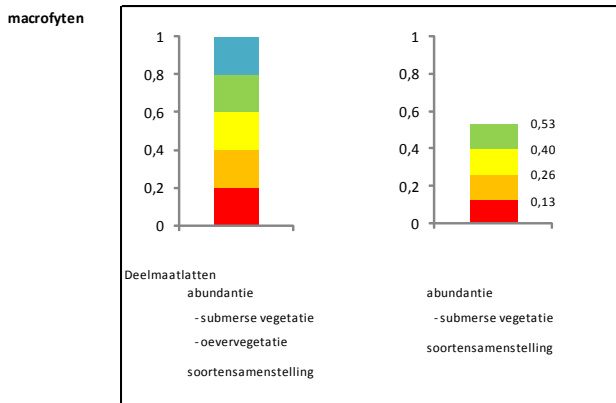 macrofyten
1
0,8
0,6
0,4
0,2
0
1
0,8
0,6
0,4
0,2
0
0,53
0,40
0,26
0,13
Deelmaatlatten
abundantie
- submerse vegetatie
- oevervegetatie
soortensamenstelling
abundantie
- submerse vegetatie
soortensamenstelling